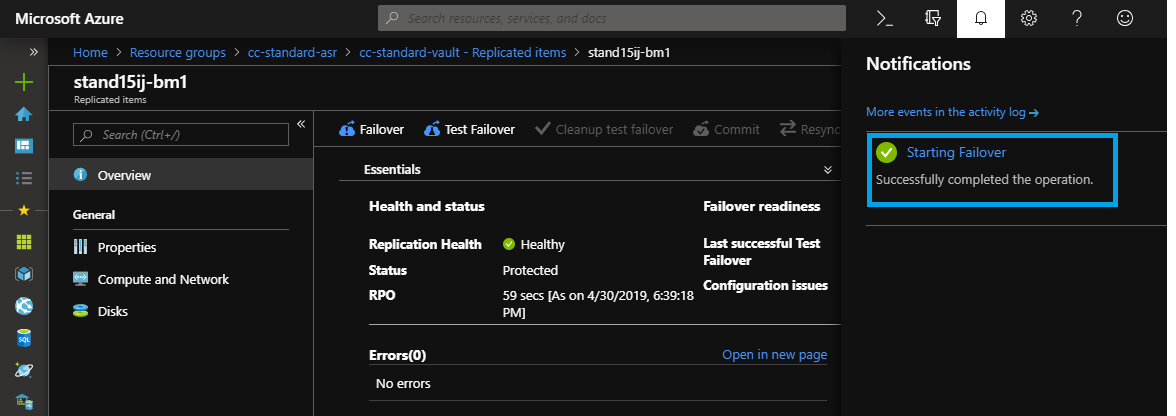 Microsoft Azure
Search resources, services, and docs
Home > Resource groups > cc-standard-asr > cc-standard-vault - Replicated items > stand15ij-bm1
stand15ij-bm1
Replicated items
Search (Ctrl+/)
Overview
General
Properties
Compute and Network
Disks
Failover Test Failover Cleanup test failover Commit Resync
Essentials
Health and status
Replication Health Healthy
Status Protected
RPO 59 secs [As on 4/30/2019, 6:39:18
PM]
Failover readiness
Last successful Test
Failover
Configuration issues
Errors(0) Open in new page
No errors
Notifications
More events in the activity log
Starting Failover
Successfully completed the operation.
SQL